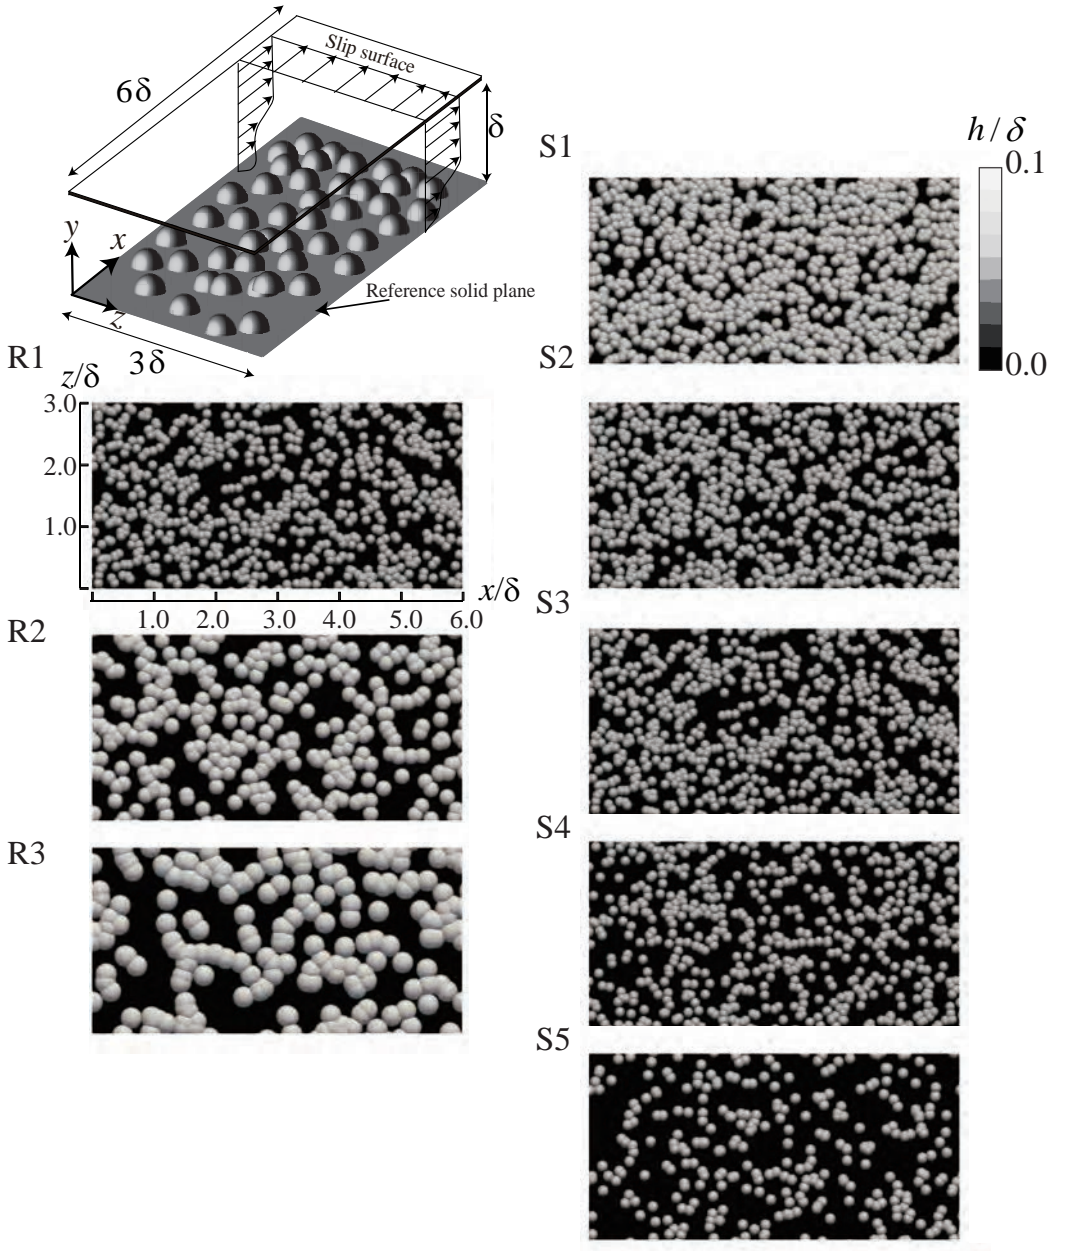 Slip surface
6δ
δ
y
x
z
Reference solid plane
3δ
R1
z/δ
3.0
2.0
1.0
x/δ
1.0 2.0 3.0 4.0 5.0 6.0
R2
R3
S1
h/δ
0.1
0.0
S2
S3
S4
S5